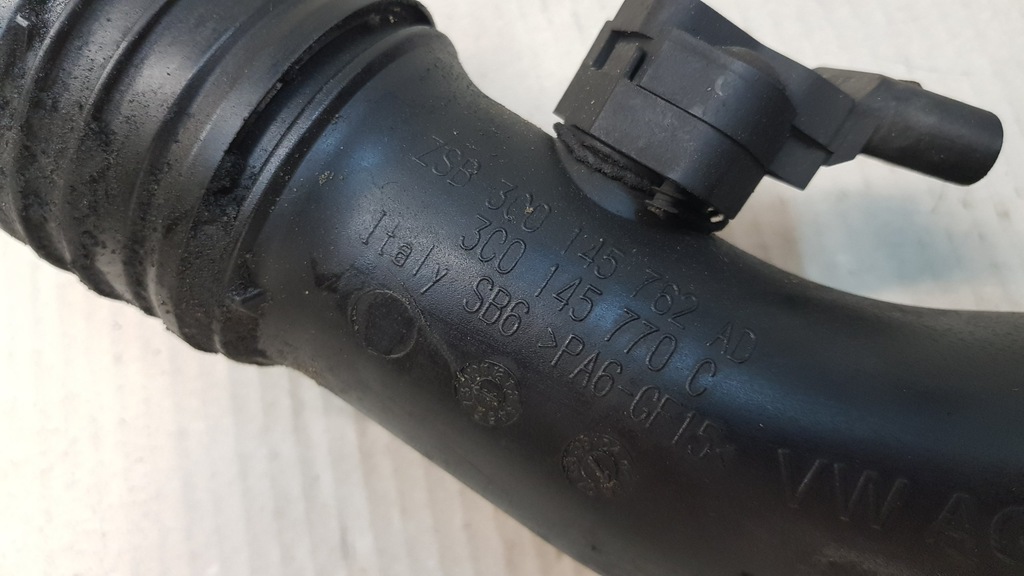 ZSB 3C0 145 762 AD
3C0 145 770 C
Italy SB6 >PA6-GF15<
VW AG